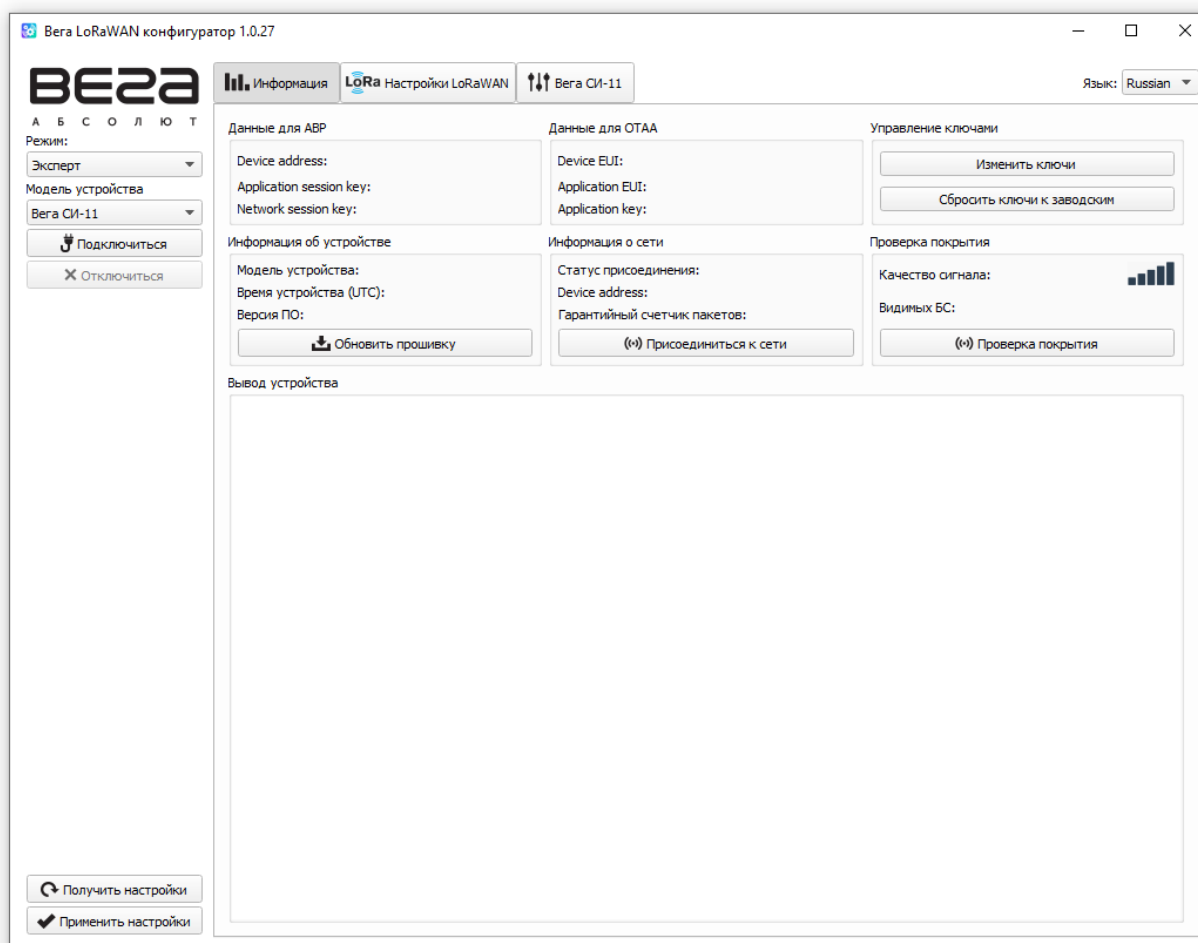 Вега LoRaWAN конфигуратор 1.0.27
ВЕГА
АБСОЛЮТ
Режим:
Эксперт
Модель устройства
Вега СИ-11
Подключиться
Отключиться
Получить настройки
Применить настройки
Информация
LoRa Настройки LoRaWAN
Вега СИ-11
Язык: Russian
Данные для ABP
Device address:
Application session key:
Network session key:
Данные для OTAA
Device EUI:
Application EUI:
Application key:
Управление ключами
Изменить ключи
Сбросить ключи к заводским
Информация об устройстве
Модель устройства:
Время устройства (UTC):
Версия ПО:
Обновить прошивку
Информация о сети
Статус присоединения:
Device address:
Гарантийный счетчик пакетов:
Присоединиться к сети
Проверка покрытия
Качество сигнала:
Видимых БС:
Проверка покрытия
Вывод устройства